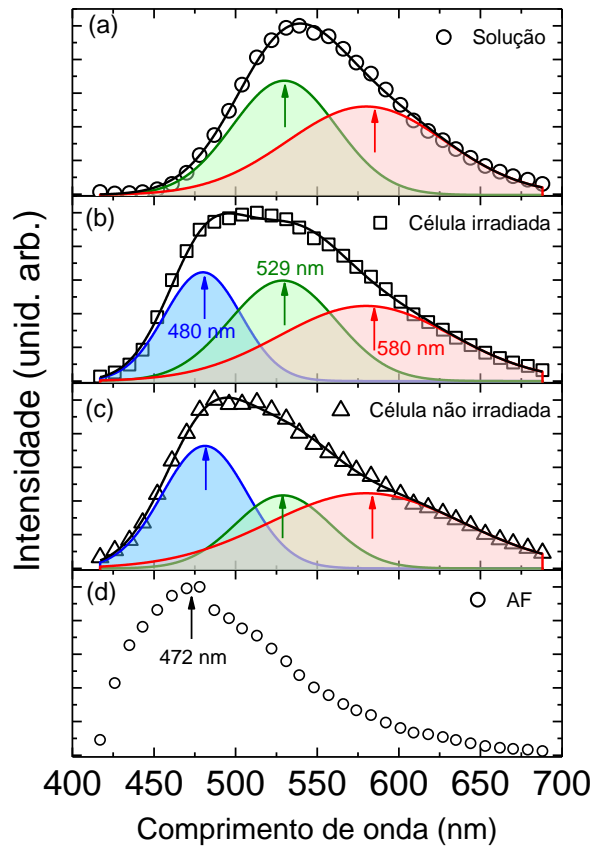 Intensidade (unid. arb.)
(a)
Solução
(b)
Célula irradiada
529 nm
480 nm
580 nm
(c)
Célula não irradiada
(d)
AF
472 nm
400 450 500 550 600 650 700
Comprimento de onda (nm)